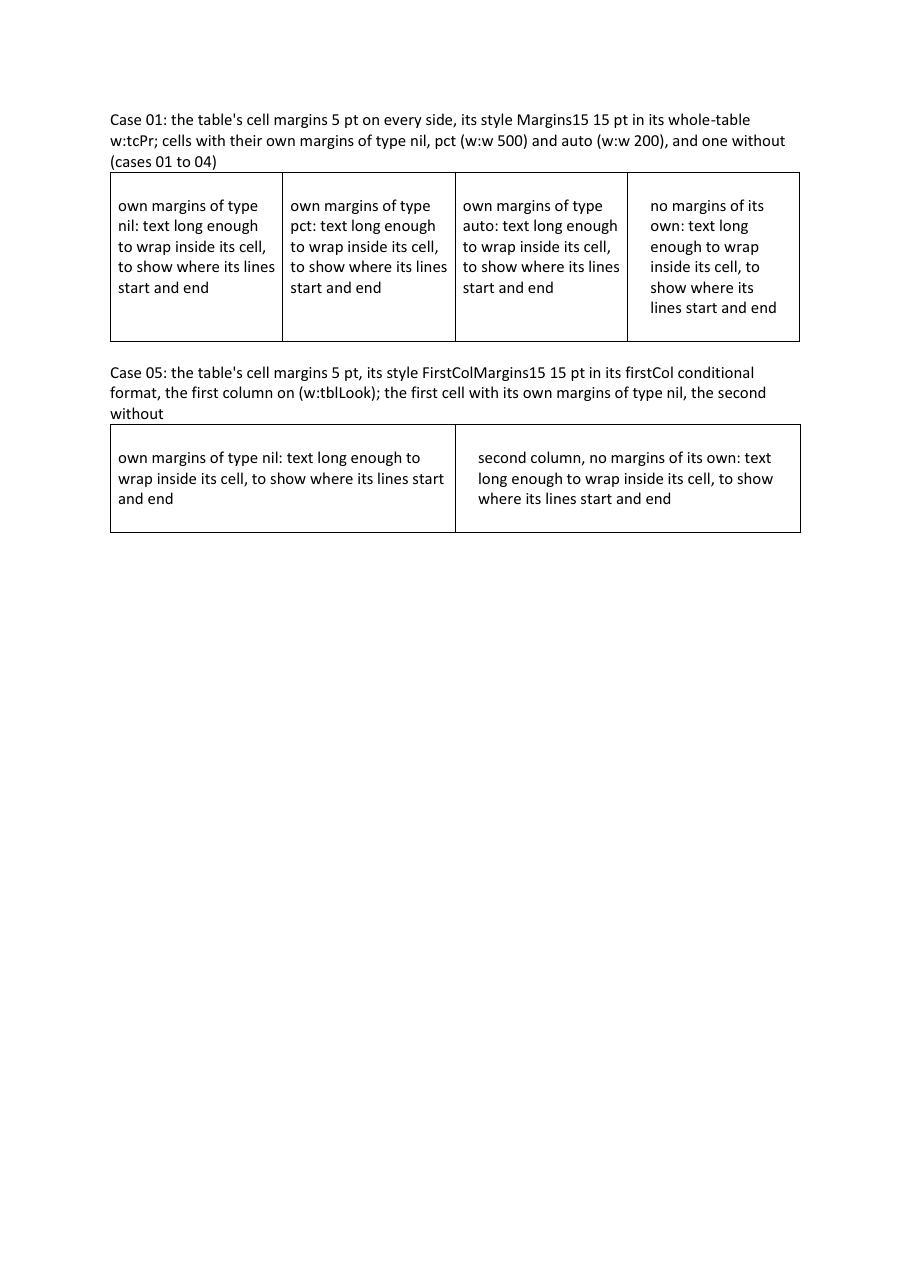 Case 01: the table's cell margins 5 pt on every side, its style Margins15 15 pt in its whole-table
w:tcPr; cells with their own margins of type nil, pct (w:w 500) and auto (w:w 200), and one without
(cases 01 to 04)
own margins of type
nil: text long enough
to wrap inside its cell,
to show where its lines
start and end
own margins of type
pct: text long enough
to wrap inside its cell,
to show where its lines
start and end
own margins of type
auto: text long enough
to wrap inside its cell,
to show where its lines
start and end
no margins of its
own: text long
enough to wrap
inside its cell, to
show where its
lines start and end
Case 05: the table's cell margins 5 pt, its style FirstColMargins15 15 pt in its firstCol conditional
format, the first column on (w:tblLook); the first cell with its own margins of type nil, the second
without
own margins of type nil: text long enough to
wrap inside its cell, to show where its lines start
and end
second column, no margins of its own: text
long enough to wrap inside its cell, to show
where its lines start and end